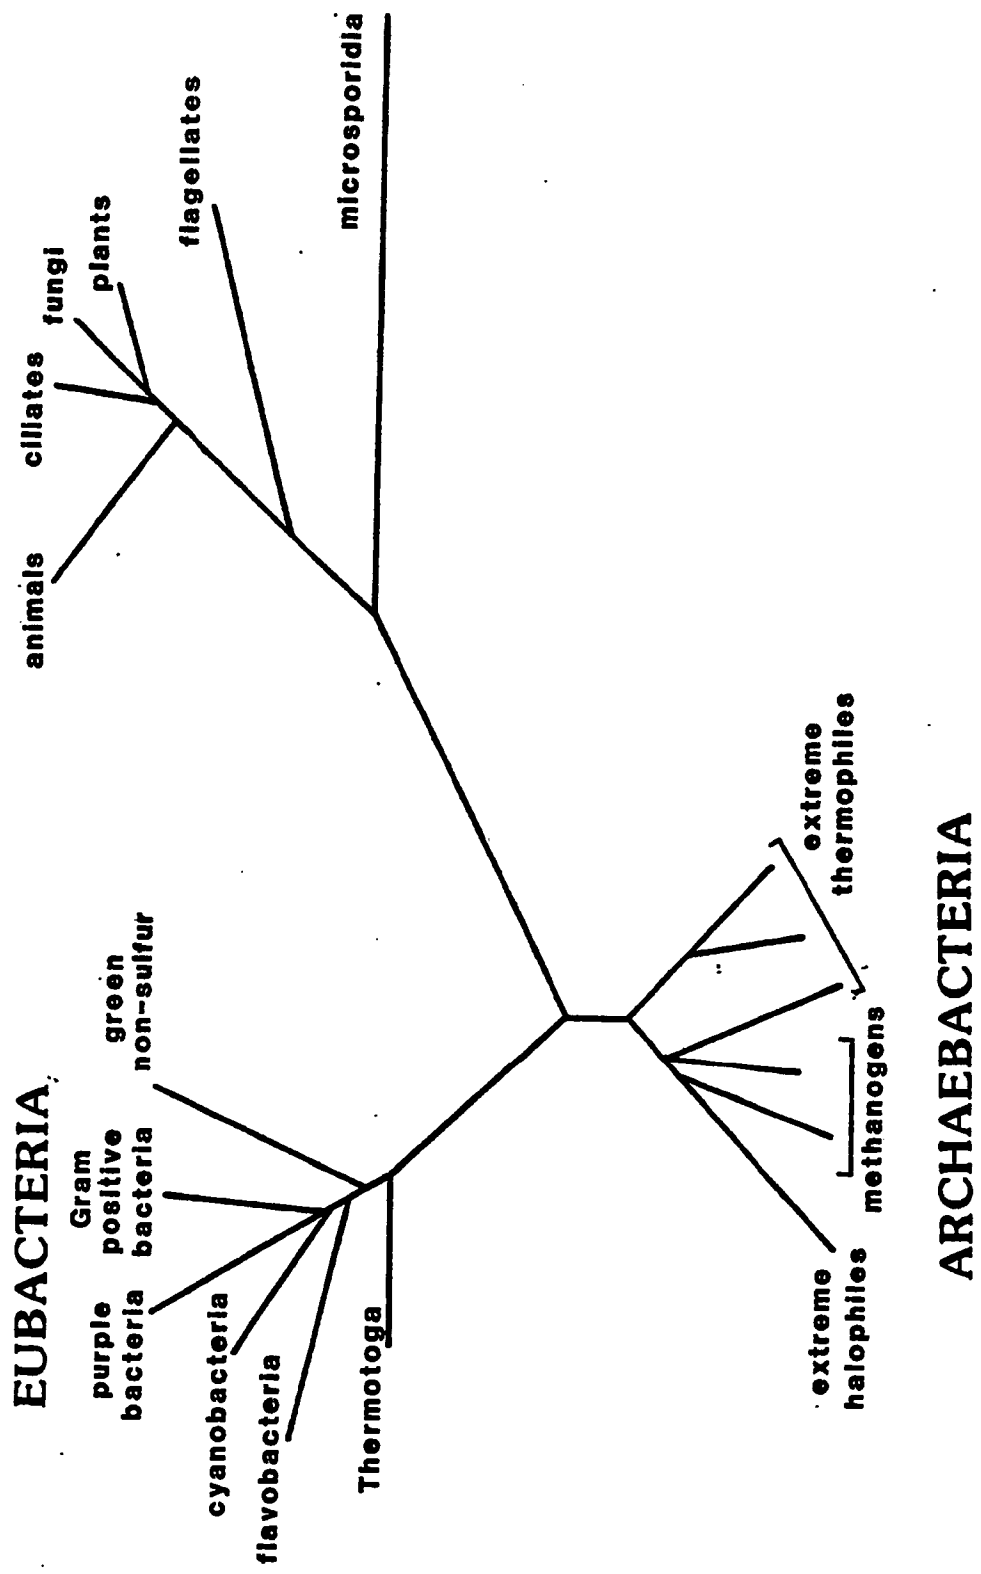 EUBACTERIA
purple
bacteria
Gram
positive
bacteria
green
non-sulfur
cyanobacteria
flavobacteria
Thermotoga
animals
ciliates
fungi
plants
flagellates
microsporidia
extreme
halophiles
methanogens
extreme
thermophiles
ARCHAEBACTERIA